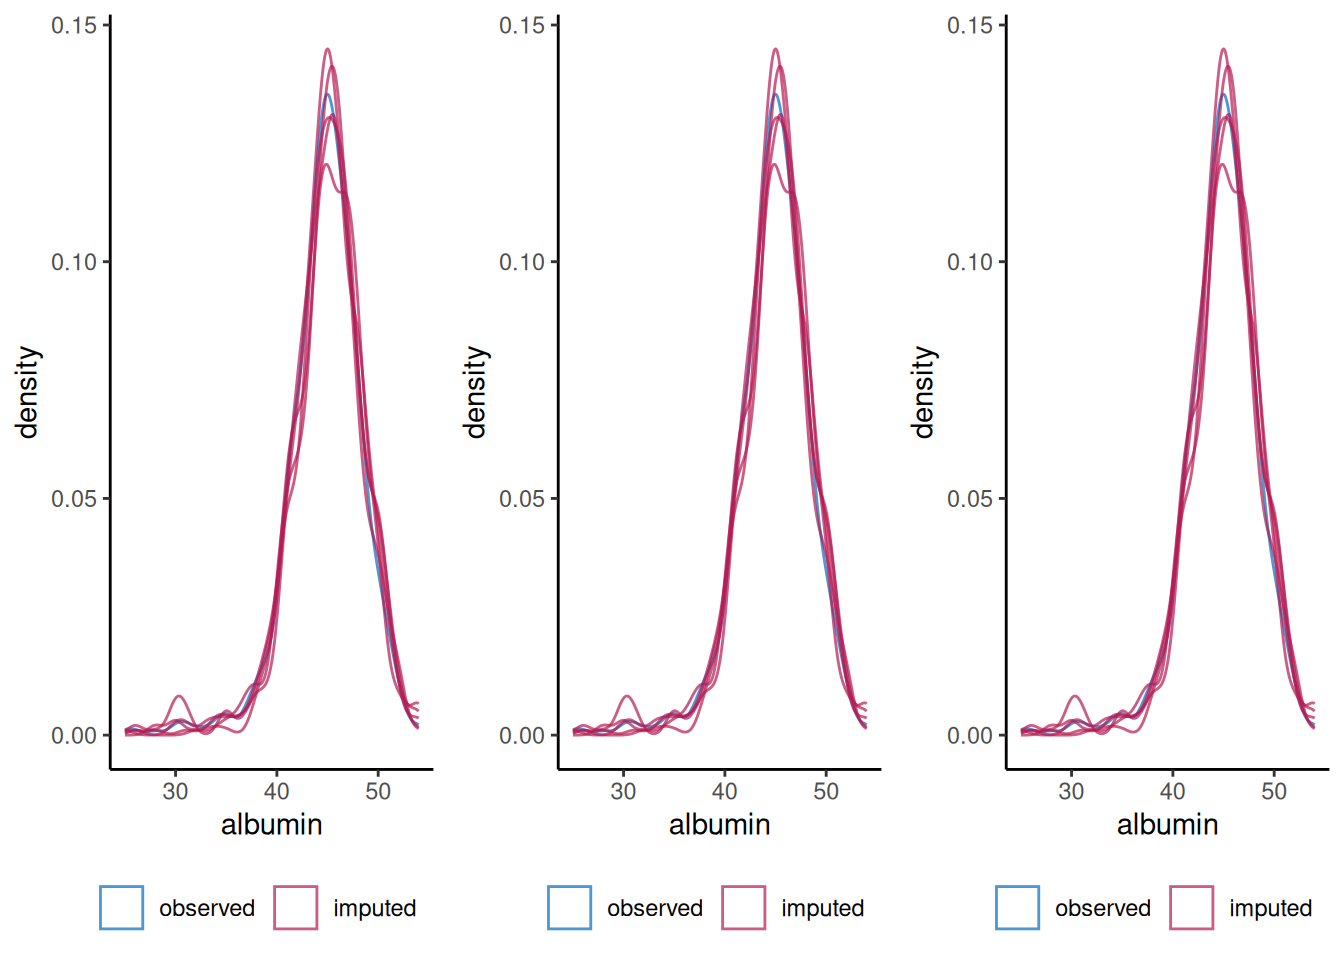 0.15 0.15 0.15
0.10 0.10 0.10
density density density
0.05 0.05 0.05
0.00 0.00 0.00
30 40 50 30 40 50 30 40 50
albumin albumin albumin
observed imputed observed imputed observed imputed